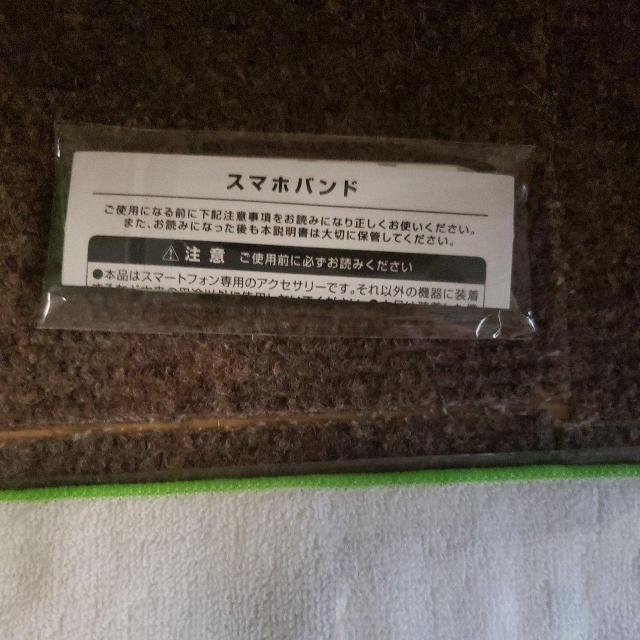 スマホバンド
ご使用になる前に下記注意事項をお読みになり正しくお使いください。
また、お読みになった後も本説明書は大切に保管してください。
注意 ご使用前に必ずお読みください
●本品はスマートフォン専用のアクセサリーです。それ以外の機器に装着